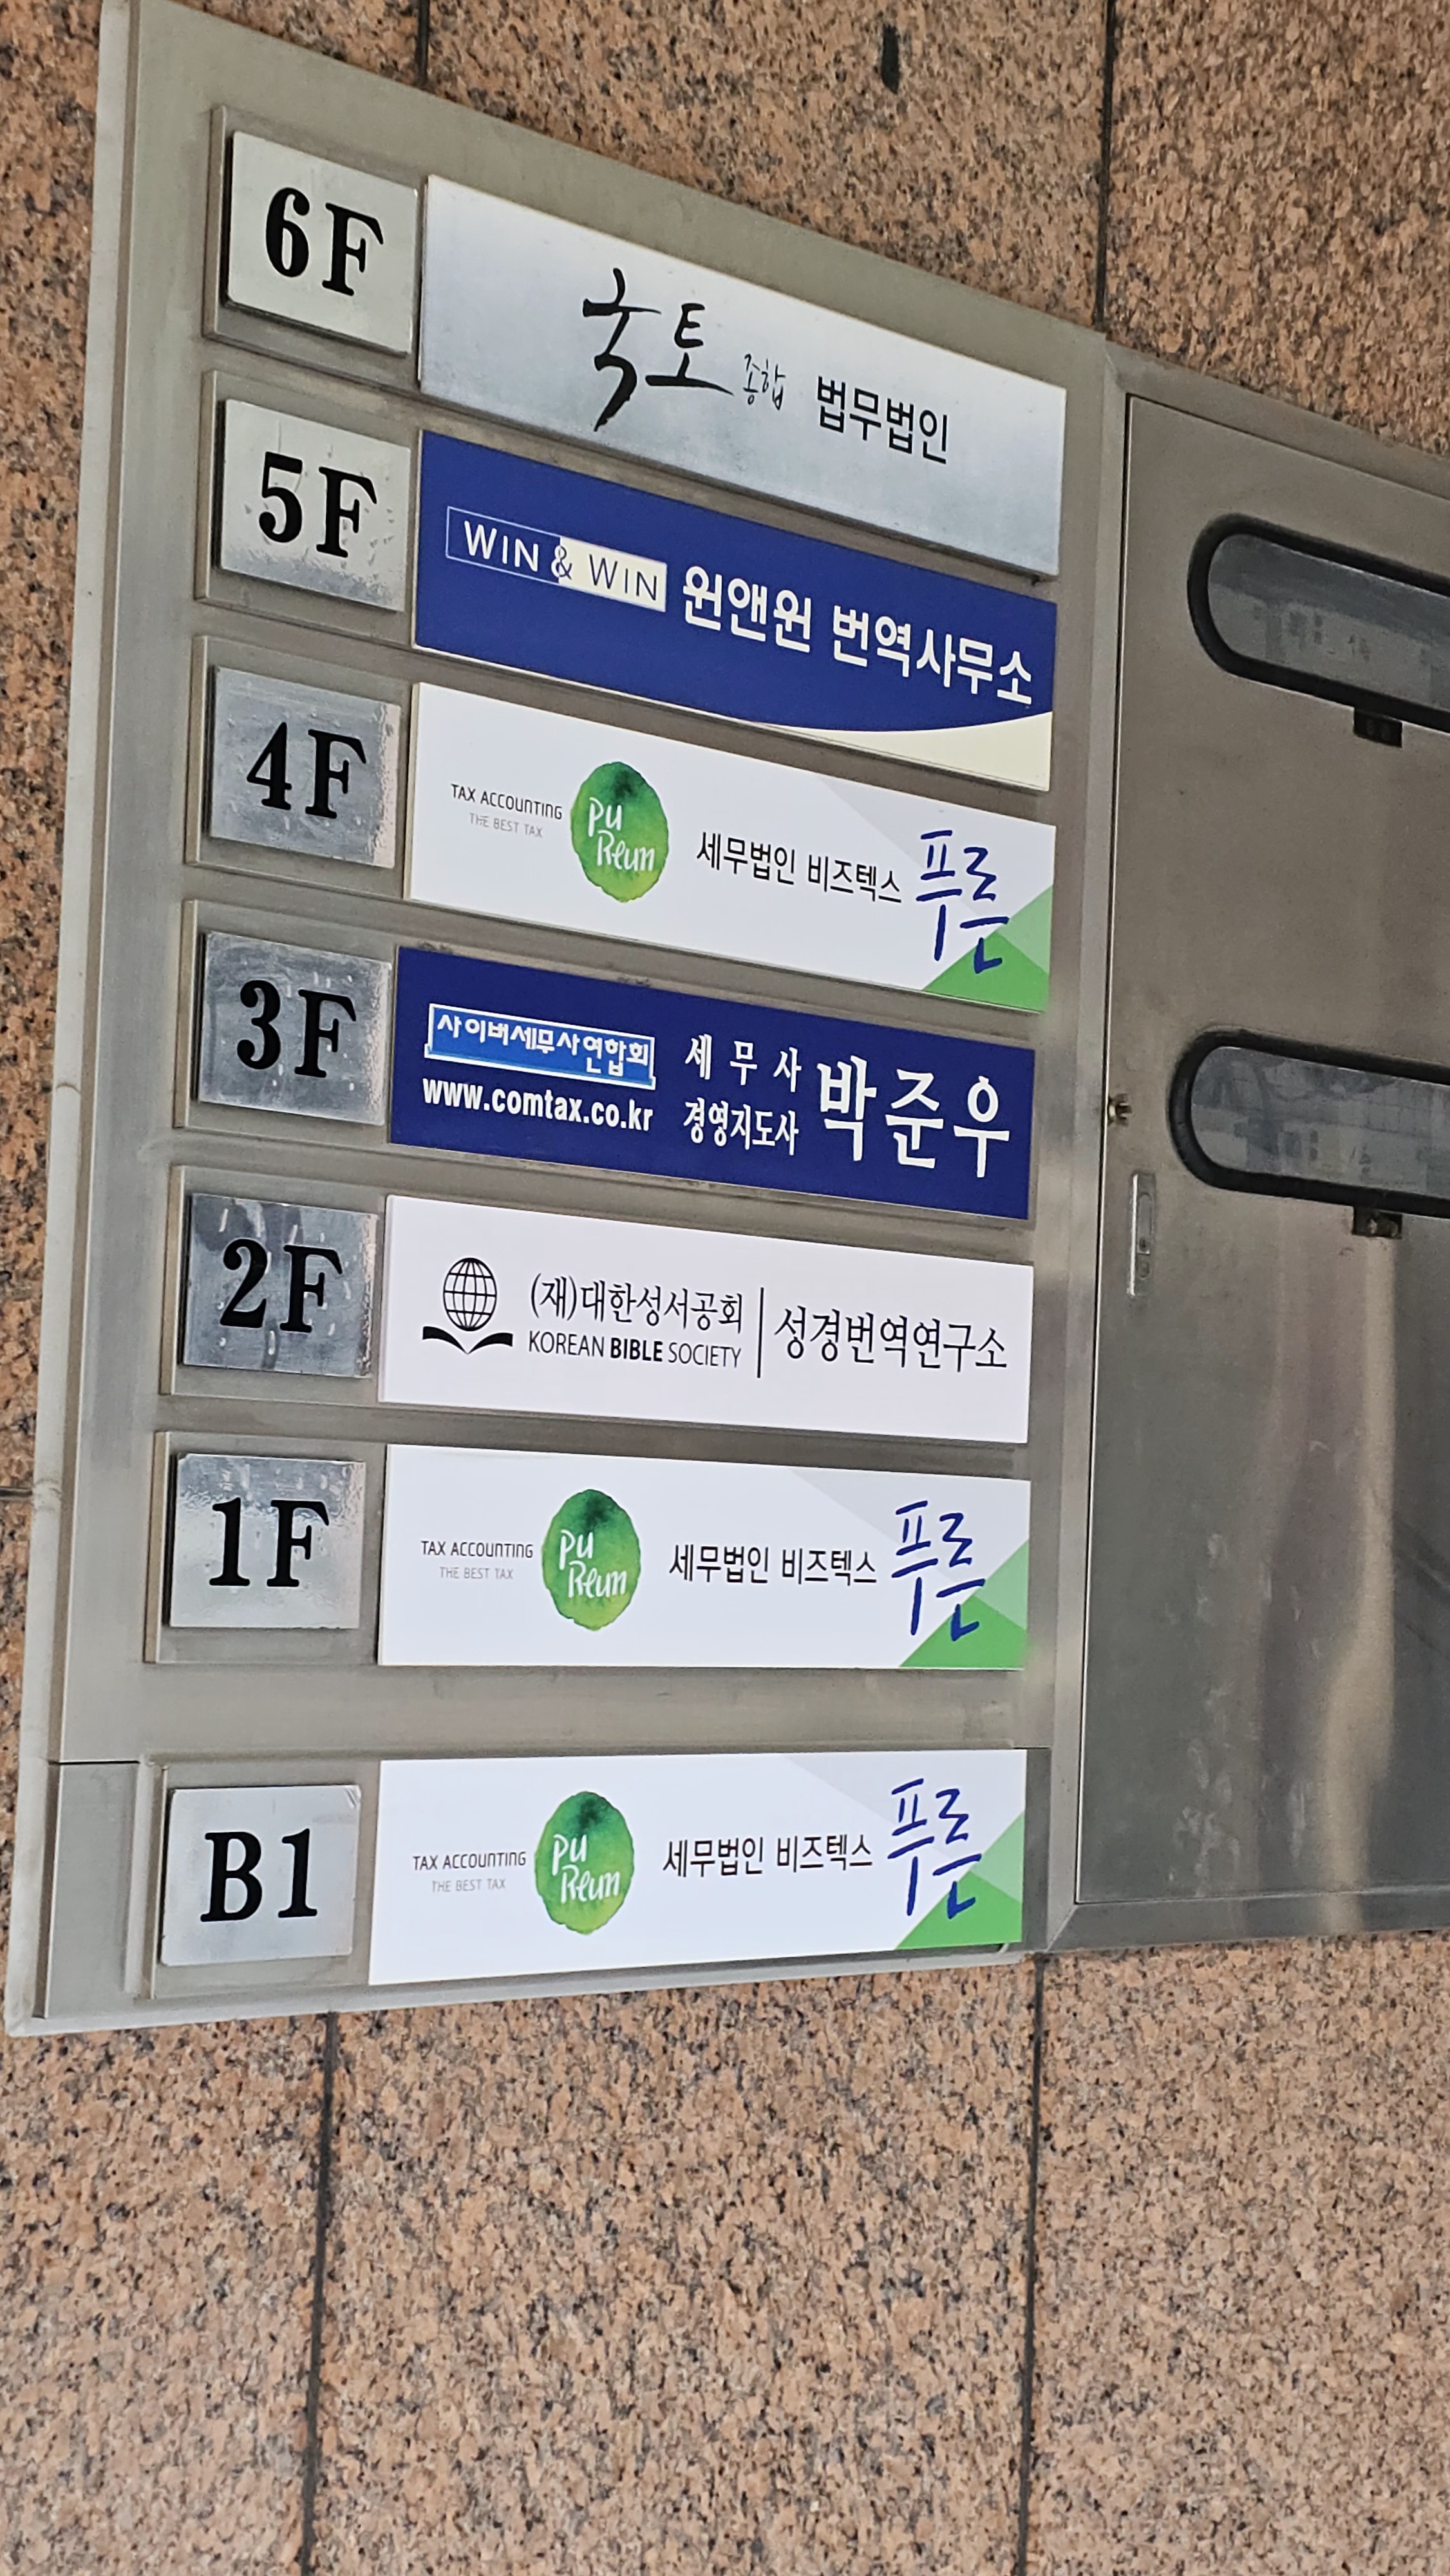 6F
국토 종합 법무법인
5F
WIN & WIN 윈앤윈 번역사무소
4F
TAX ACCOUNTING
THE BEST TAX
Pu
Reun
세무법인 비즈텍스 푸른
3F
사이버세무사연합회
www.comtax.co.kr
세무사
경영지도사
박준우
2F
(재)대한성서공회
KOREAN BIBLE SOCIETY
성경번역연구소
1F
TAX ACCOUNTING
THE BEST TAX
Pu
Reun
세무법인 비즈텍스 푸른
B1
TAX ACCOUNTING
THE BEST TAX
Pu
Reun
세무법인 비즈텍스 푸른